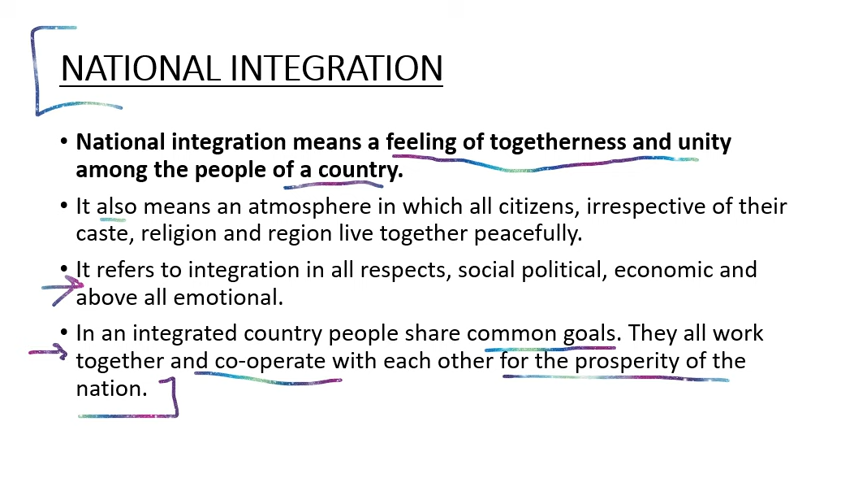 NATIONAL INTEGRATION
• National integration means a feeling of togetherness and unity
among the people of a country.
• It also means an atmosphere in which all citizens, irrespective of their
caste, religion and region live together peacefully.
• It refers to integration in all respects, social political, economic and
above all emotional.
• In an integrated country people share common goals. They all work
together and co-operate with each other for the prosperity of the
nation.